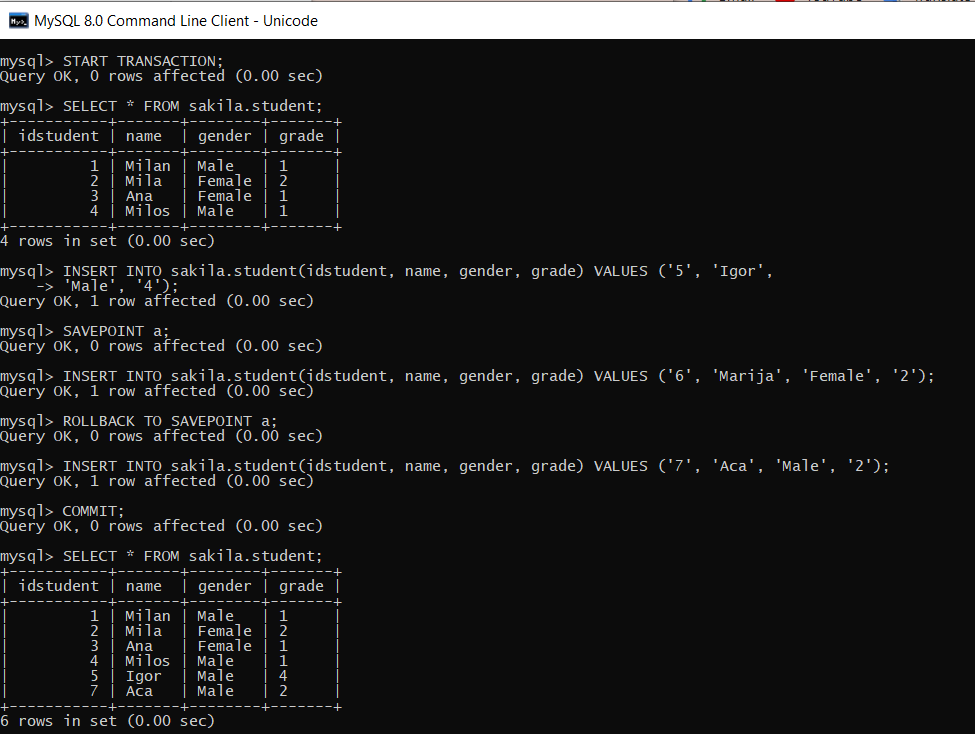 MySQL 8.0 Command Line Client - Unicode
mysql> START TRANSACTION;
Query OK, 0 rows affected (0.00 sec)
mysql> SELECT * FROM sakila.student;
+-----------+-------+--------+-------+
| idstudent | name  | gender | grade |
+-----------+-------+--------+-------+
|         1 | Milan | Male   | 1     |
|         2 | Mila  | Female | 2     |
|         3 | Ana   | Female | 1     |
|         4 | Milos | Male   | 1     |
+-----------+-------+--------+-------+
4 rows in set (0.00 sec)
mysql> INSERT INTO sakila.student(idstudent, name, gender, grade) VALUES ('5', 'Igor',
    -> 'Male', '4');
Query OK, 1 row affected (0.00 sec)
mysql> SAVEPOINT a;
Query OK, 0 rows affected (0.00 sec)
mysql> INSERT INTO sakila.student(idstudent, name, gender, grade) VALUES ('6', 'Marija', 'Female', '2');
Query OK, 1 row affected (0.00 sec)
mysql> ROLLBACK TO SAVEPOINT a;
Query OK, 0 rows affected (0.00 sec)
mysql> INSERT INTO sakila.student(idstudent, name, gender, grade) VALUES ('7', 'Aca', 'Male', '2');
Query OK, 1 row affected (0.00 sec)
mysql> COMMIT;
Query OK, 0 rows affected (0.00 sec)
mysql> SELECT * FROM sakila.student;
+-----------+-------+--------+-------+
| idstudent | name  | gender | grade |
+-----------+-------+--------+-------+
|         1 | Milan | Male   | 1     |
|         2 | Mila  | Female | 2     |
|         3 | Ana   | Female | 1     |
|         4 | Milos | Male   | 1     |
|         5 | Igor  | Male   | 4     |
|         7 | Aca   | Male   | 2     |
+-----------+-------+--------+-------+
6 rows in set (0.00 sec)